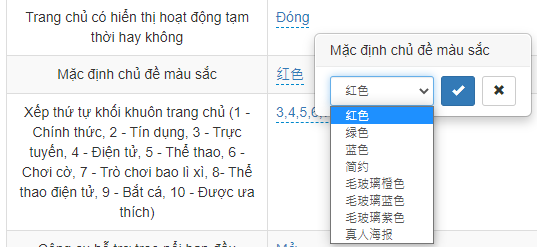 Trang chủ có hiển thị hoạt động tạm
thời hay không
Đóng
Mặc định chủ đề màu sắc
红色
Mặc định chủ đề màu sắc
红色
红色
绿色
蓝色
简约
毛玻璃橙色
毛玻璃蓝色
毛玻璃紫色
真人海报
Xếp thứ tự khối khuôn trang chủ (1 -
Chính thức, 2 - Tín dụng, 3 - Trực
tuyến, 4 - Điện tử, 5 - Thể thao, 6 -
Chơi cờ, 7 - Trò chơi bao lì xì, 8- Thể
thao điện tử, 9 - Bắt cá, 10 - Được ưa
thích)
3,4,5,6,